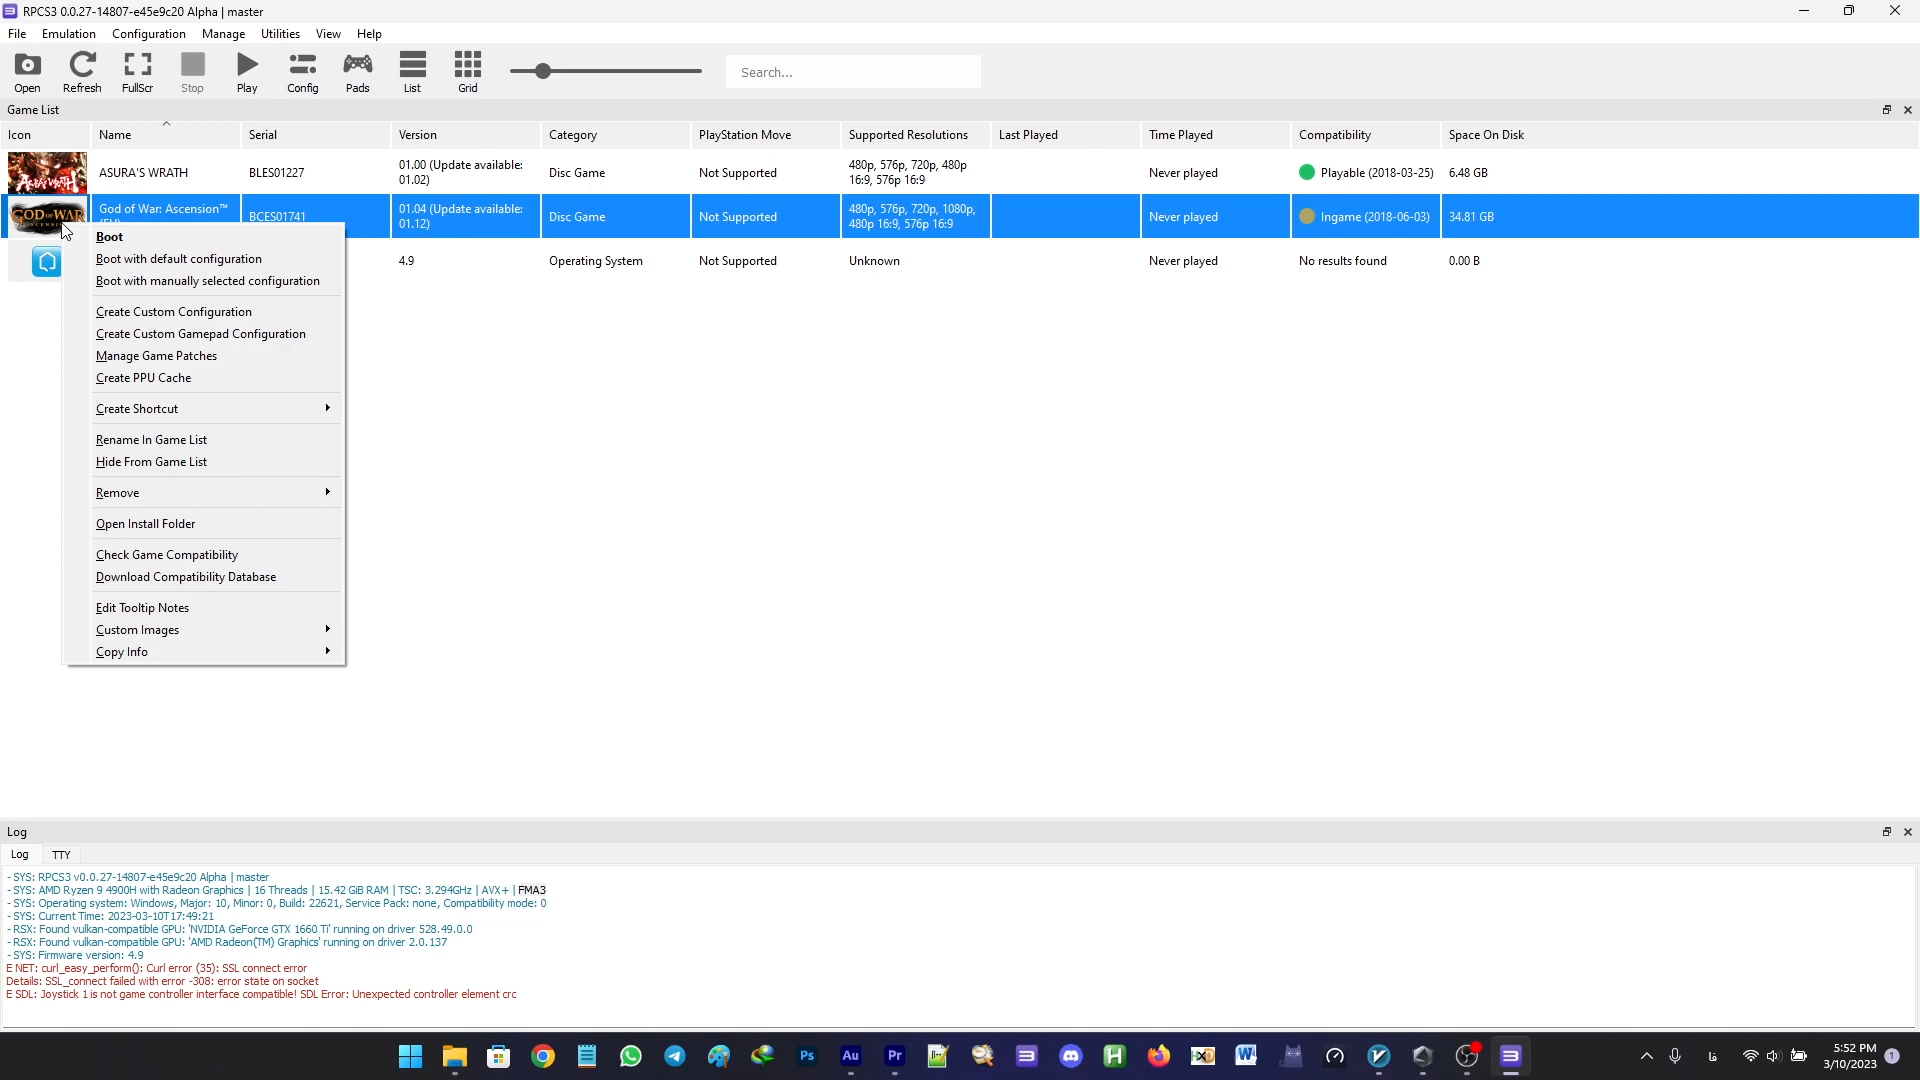 RPCS3 0.0.27-14807-e45e9c20 Alpha | master
File Emulation Configuration Manage Utilities View Help
Open Refresh FullScr Stop Play Config Pads List Grid
Search...
Game List
Icon Name Serial Version Category PlayStation Move Supported Resolutions Last Played Time Played Compatibility Space On Disk
ASURA'S WRATH BLES01227 01.00 (Update available: 01.02) Disc Game Not Supported 480p, 576p, 720p, 480p 16:9, 576p 16:9 Never played Playable (2018-03-25) 6.48 GB
GOD OF WAR
God of War: Ascension™ BCES01741 01.04 (Update available: 01.12) Disc Game Not Supported 480p, 576p, 720p, 1080p, 480p 16:9, 576p 16:9 Never played Ingame (2018-06-03) 34.81 GB
4.9 Operating System Not Supported Unknown Never played No results found 0.00 B
Boot
Boot with default configuration
Boot with manually selected configuration
Create Custom Configuration
Create Custom Gamepad Configuration
Manage Game Patches
Create PPU Cache
Create Shortcut
Rename In Game List
Hide From Game List
Remove
Open Install Folder
Check Game Compatibility
Download Compatibility Database
Edit Tooltip Notes
Custom Images
Copy Info
Log
Log TTY
- SYS: RPCS3 v0.0.27-14807-e45e9c20 Alpha | master
- SYS: AMD Ryzen 9 4900H with Radeon Graphics | 16 Threads | 15.42 GiB RAM | TSC: 3.294GHz | AVX+ | FMA3
- SYS: Operating system: Windows, Major: 10, Minor: 0, Build: 22621, Service Pack: none, Compatibility mode: 0
- SYS: Current Time: 2023-03-10T17:49:21
- RSX: Found vulkan-compatible GPU: 'NVIDIA GeForce GTX 1660 Ti' running on driver 528.49.0.0
- RSX: Found vulkan-compatible GPU: 'AMD Radeon(TM) Graphics' running on driver 2.0.137
- SYS: Firmware version: 4.9
E NET: curl_easy_perform(): Curl error (35): SSL connect error
Details: SSL_connect failed with error -308: error state on socket
E SDL: Joystick 1 is not game controller interface compatible! SDL Error: Unexpected controller element crc
Ps Au Pr H HXD W
فا
5:52 PM
3/10/2023
1